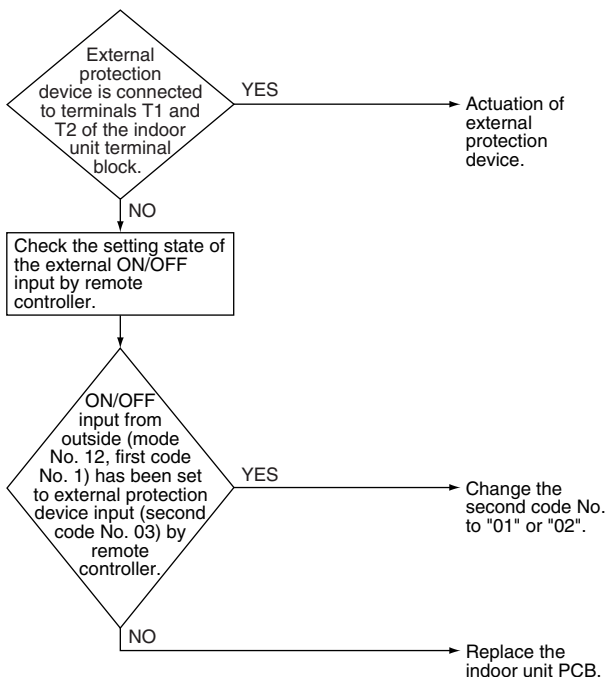 External
protection
device is connected
to terminals T1 and
T2 of the indoor
unit terminal
block.
YES
Actuation of
external
protection
device.
NO
Check the setting state of
the external ON/OFF
input by remote
controller.
ON/OFF
input from
outside (mode
No. 12, first code
No. 1) has been set
to external protection
device input (second
code No. 03) by
remote
controller.
YES
Change the
second code No.
to "01" or "02".
NO
Replace the
indoor unit PCB.